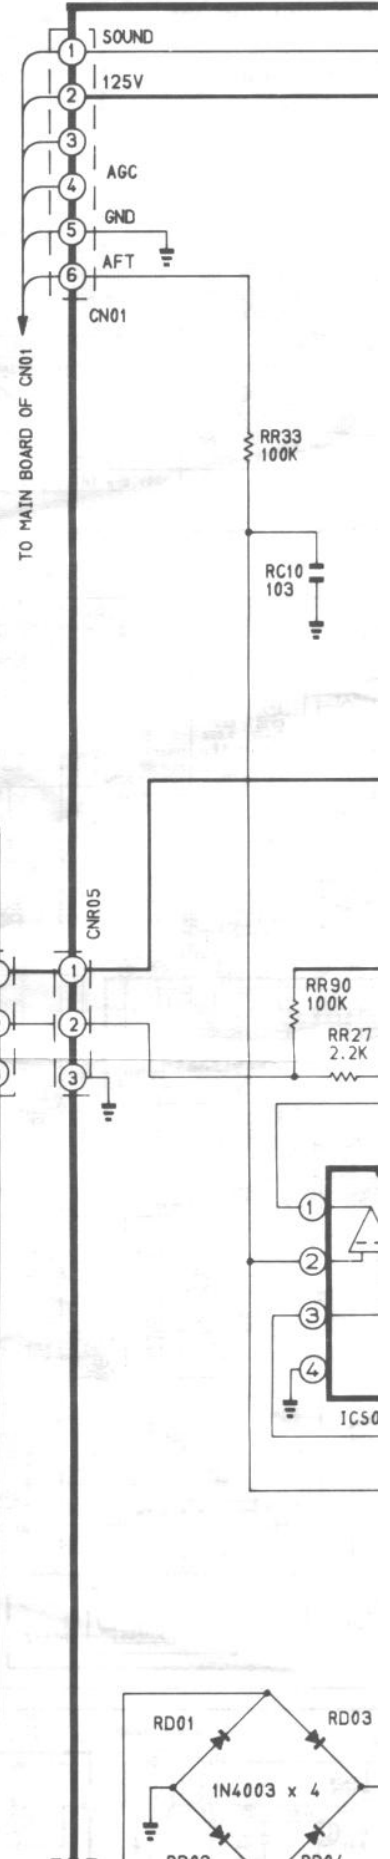 1 SOUND
2 125V
3
4 AGC
5 GND
6 AFT
CN01
TO MAIN BOARD OF CN01
RR33
100K
RC10
103
CNR05
1
2
3
RR90
100K
RR27
2.2K
1
2
3
4
RD01
RD03
1N4003 x 4